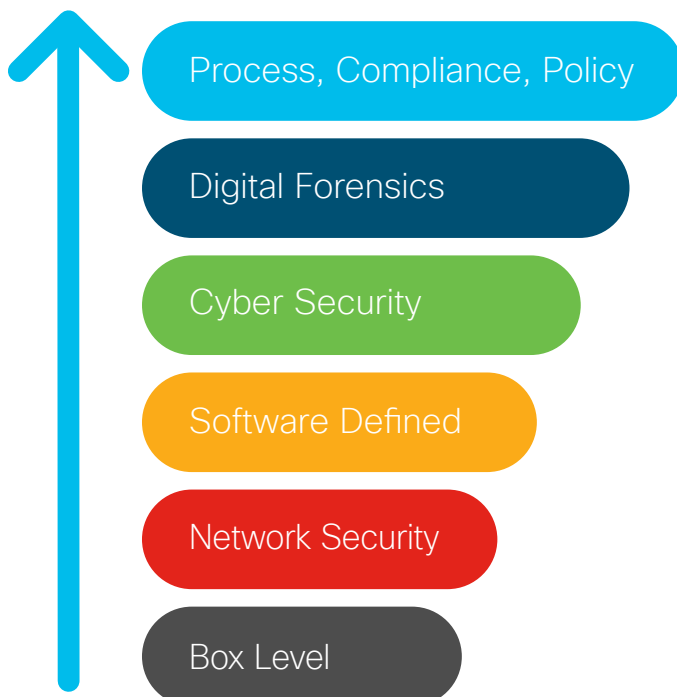 Process, Compliance, Policy
Digital Forensics
Cyber Security
Software Defined
Network Security
Box Level